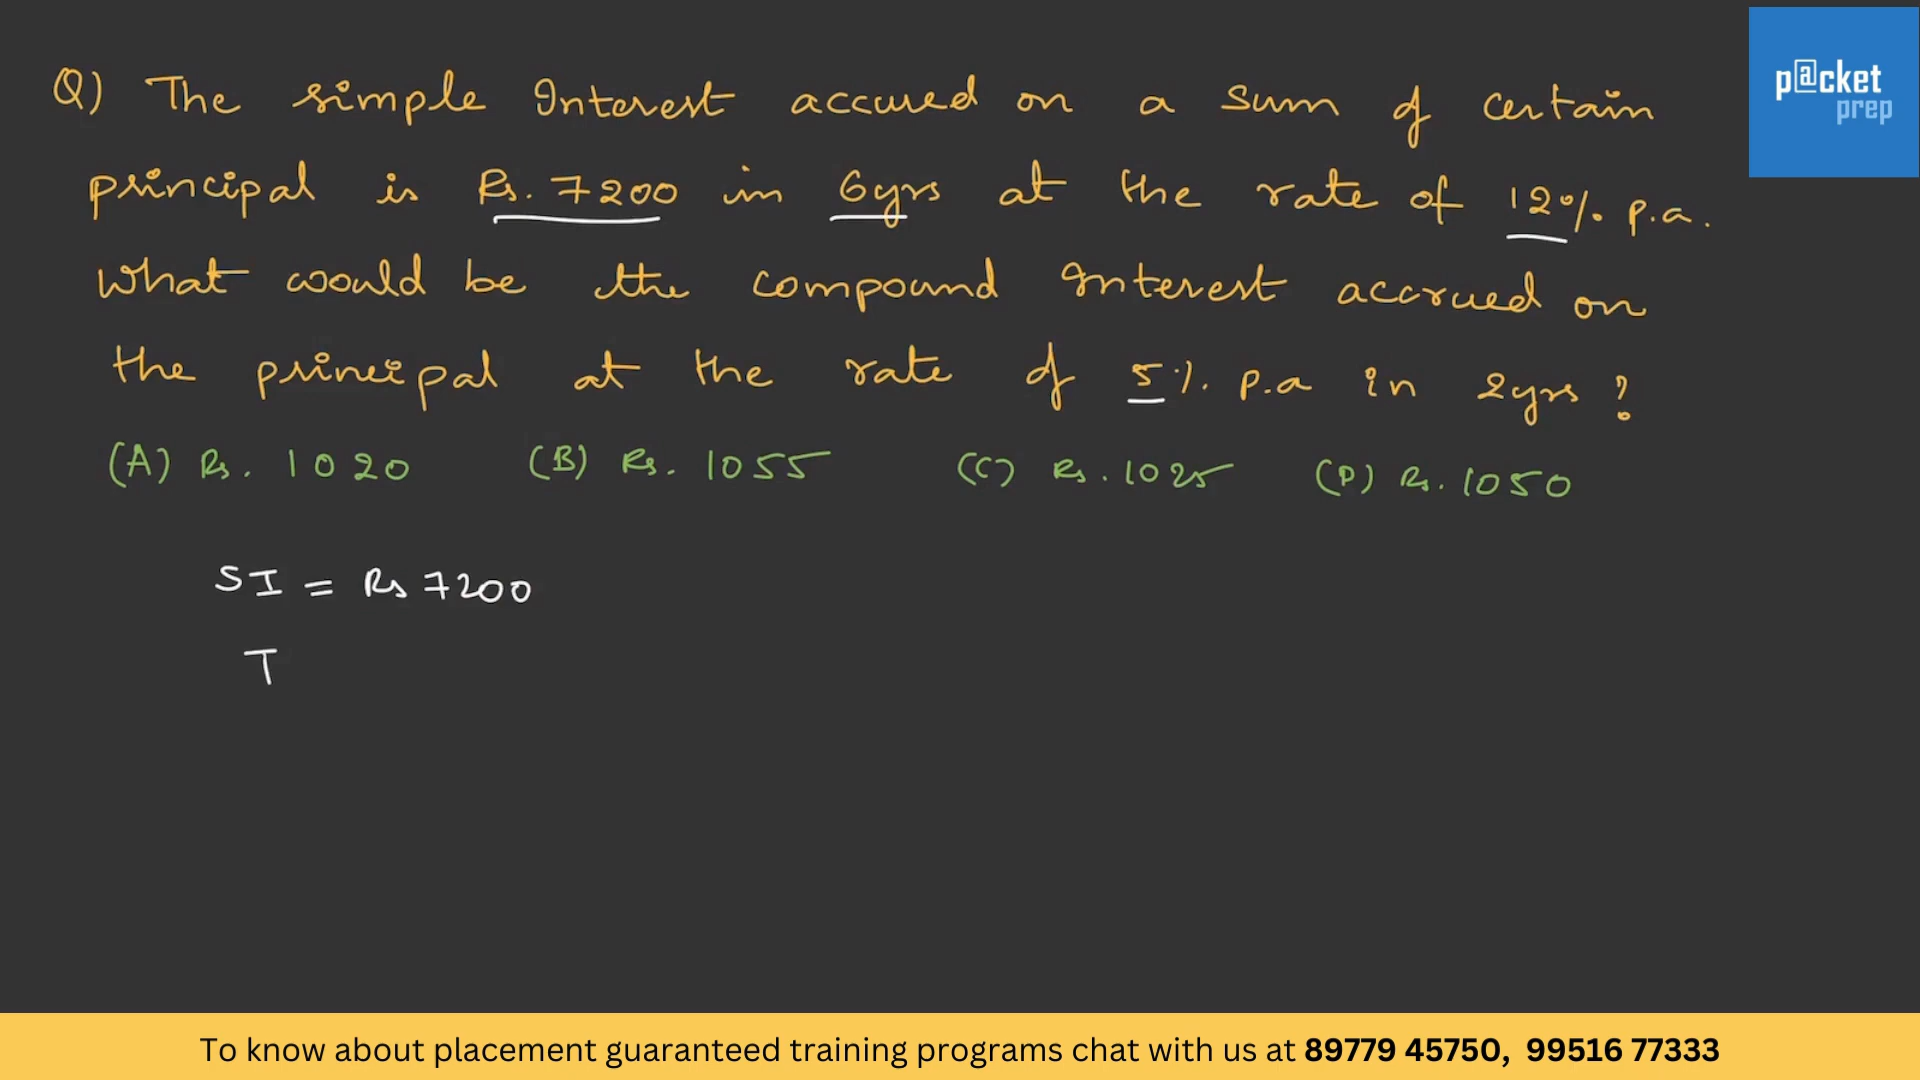 Q) The simple Interest accured on a sum of certain
p@cket
prep
principal is Rs. 7200 in 6yrs at the rate of 12% p.a.
What would be the compound Interest accrued on
the principal at the rate of 5%. p.a in 2yrs?
(A) Rs. 1020 (B) Rs. 1055 (C) Rs. 1025 (D) Rs. 1050
SI = Rs 7200
T
To know about placement guaranteed training programs chat with us at 89779 45750, 99516 77333